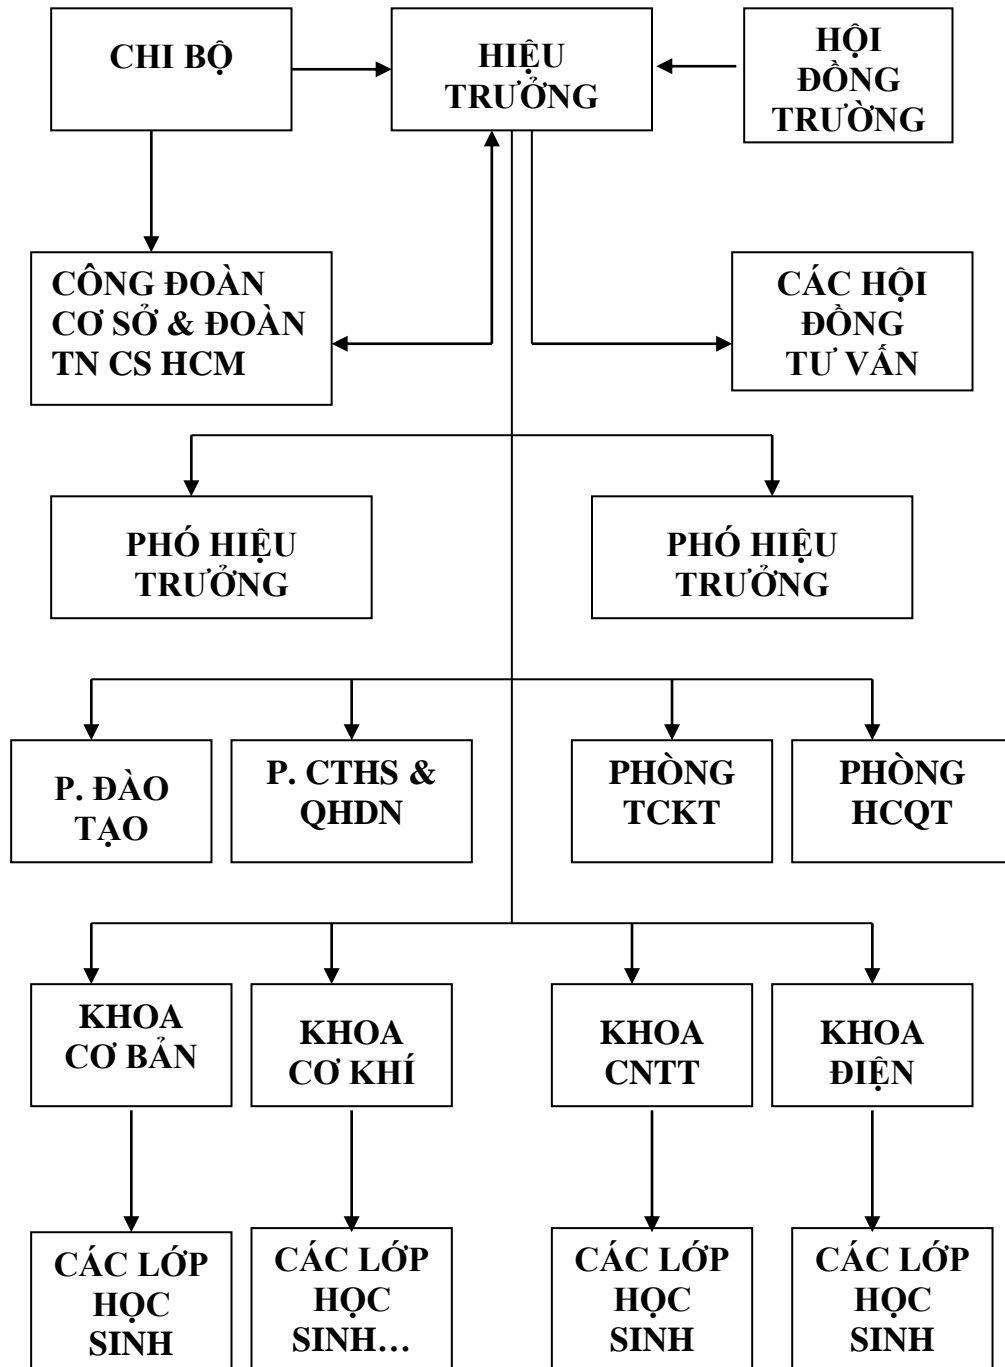 CHI BỘ
HIỆU
TRƯỞNG
HỘI
ĐỒNG
TRƯỜNG
CÔNG ĐOÀN
CƠ SỞ & ĐOÀN
TN CS HCM
CÁC HỘI
ĐỒNG
TƯ VẤN
PHÓ HIỆU
TRƯỞNG
PHÓ HIỆU
TRƯỞNG
P. ĐÀO
TẠO
P. CTHS &
QHDN
PHÒNG
TCKT
PHÒNG
HCQT
KHOA
CƠ BẢN
KHOA
CƠ KHÍ
KHOA
CNTT
KHOA
ĐIỆN
CÁC LỚP
HỌC
SINH
CÁC LỚP
HỌC
SINH…
CÁC LỚP
HỌC
SINH
CÁC LỚP
HỌC
SINH